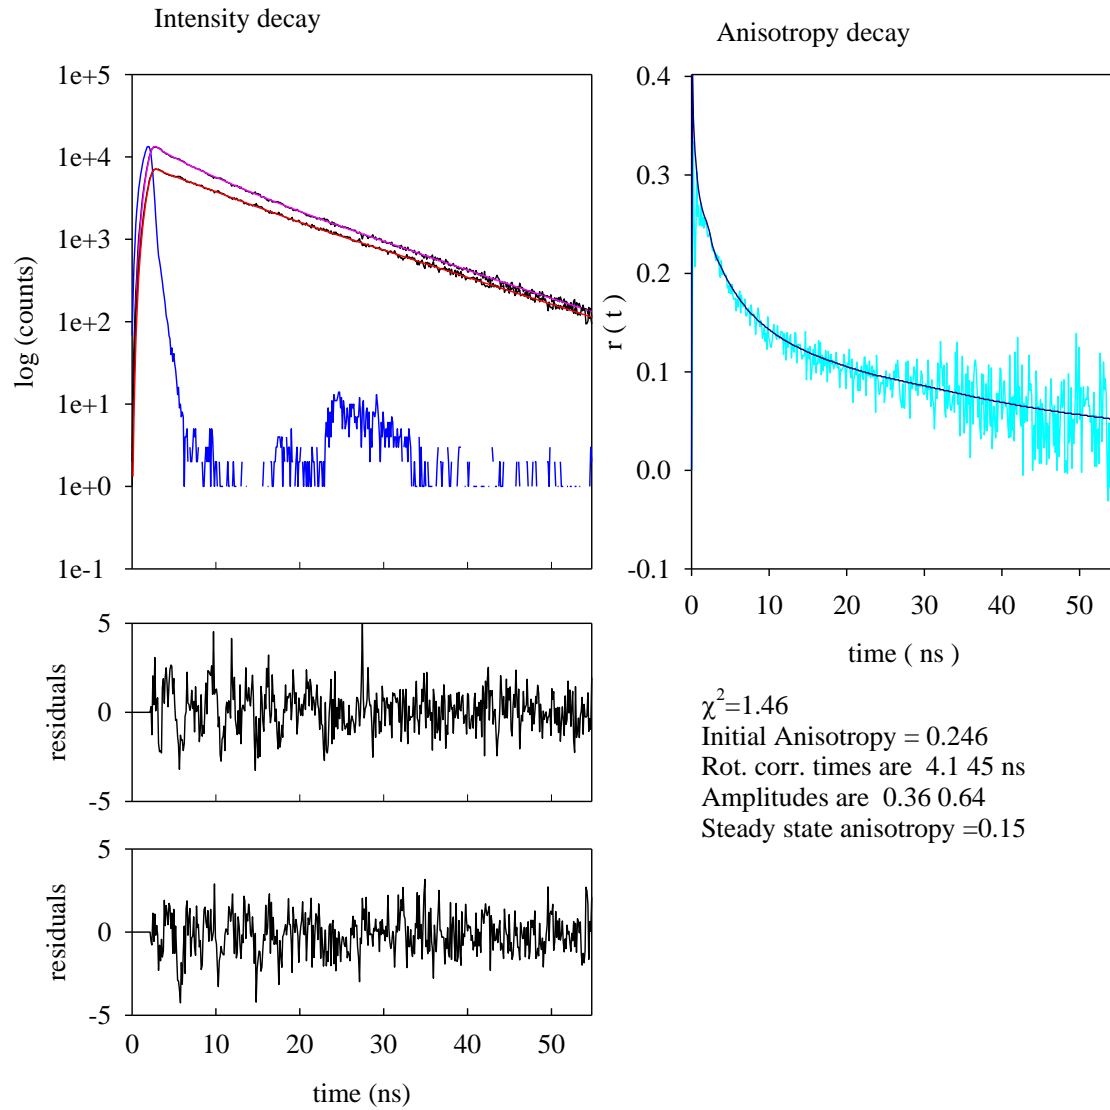 Intensity decay
1e+5
1e+4
1e+3
1e+2
1e+1
1e+0
1e-1
log (counts)
5
0
-5
residuals
5
0
-5
residuals
0 10 20 30 40 50
time (ns)
Anisotropy decay
0.4
0.3
0.2
0.1
0.0
-0.1
r ( t )
0 10 20 30 40 50
time ( ns )
χ²=1.46
Initial Anisotropy = 0.246
Rot. corr. times are 4.1 45 ns
Amplitudes are 0.36 0.64
Steady state anisotropy =0.15